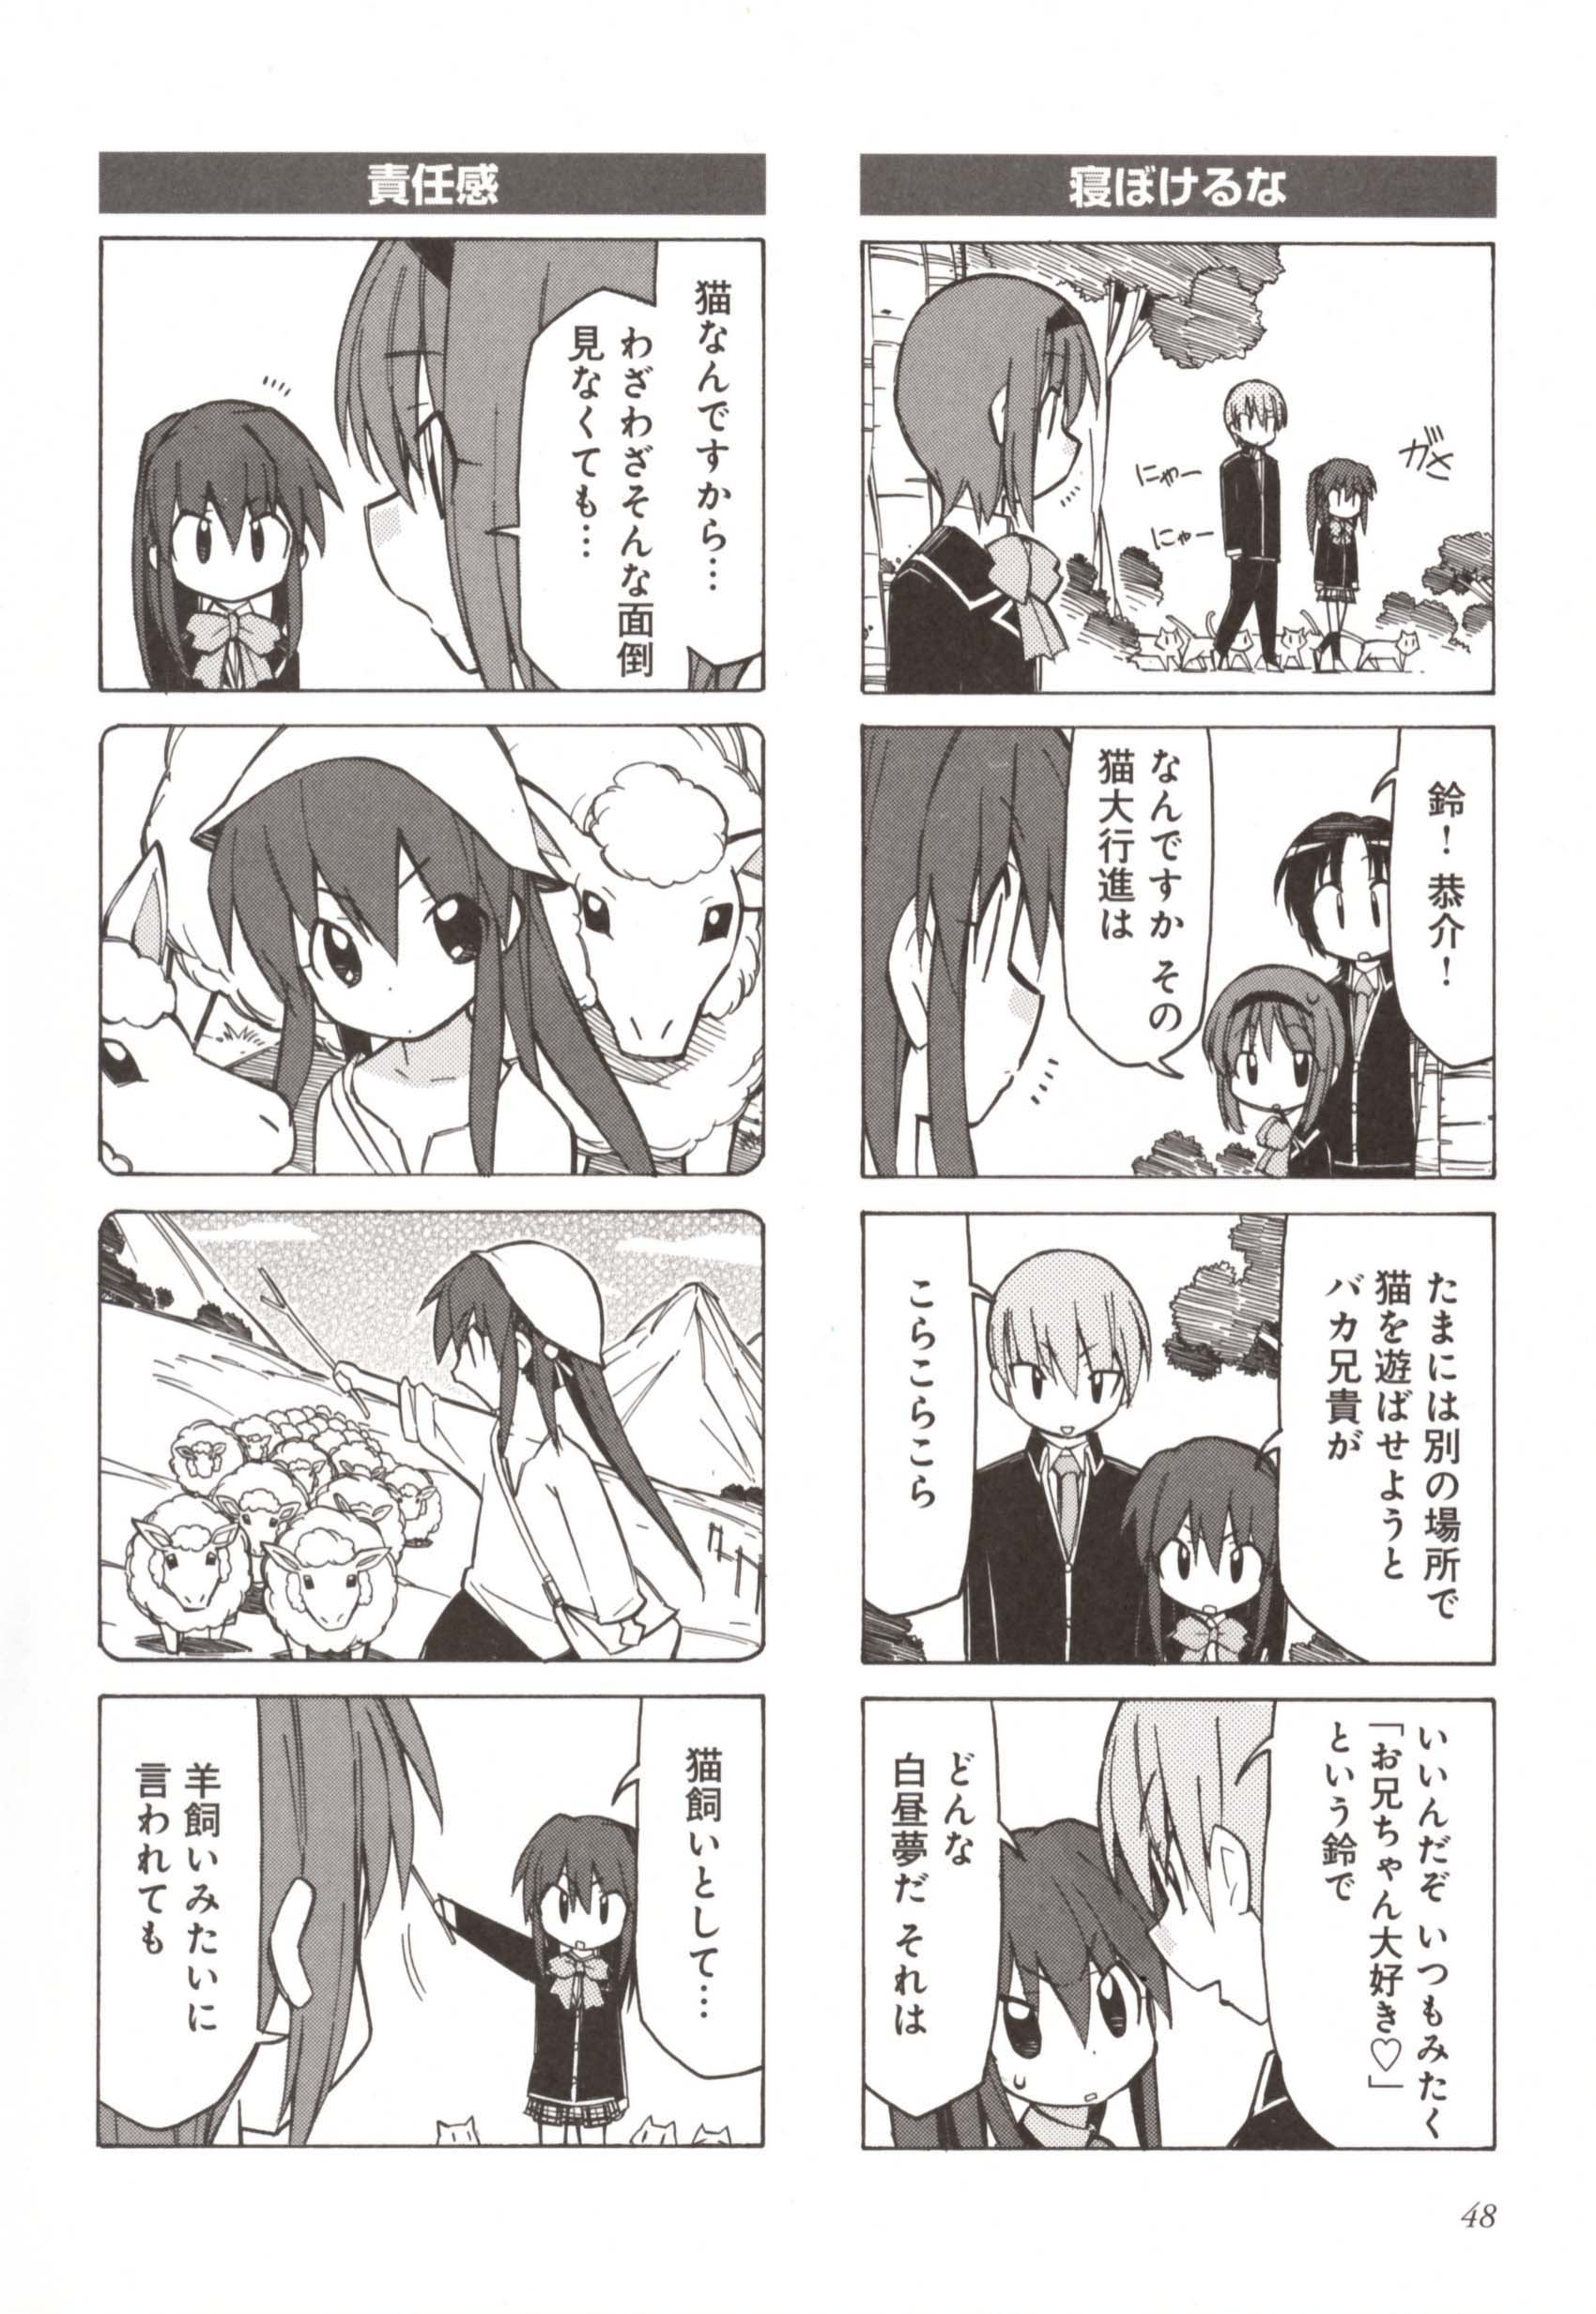 寝ぼけるな
ガさ
にゃー
にゃー
鈴！恭介！
なんですか その
猫大行進は
たまには別の場所で
猫を遊ばせようと
バカ兄貴が
こらこらこら
いいんだぞ いつもみたく
「お兄ちゃん大好き♡」
という鈴で
どんな
白昼夢だ それは
責任感
猫なんですから…
わざわざそんな面倒
見なくても…
猫飼いとして…
羊飼いみたいに
言われても
48